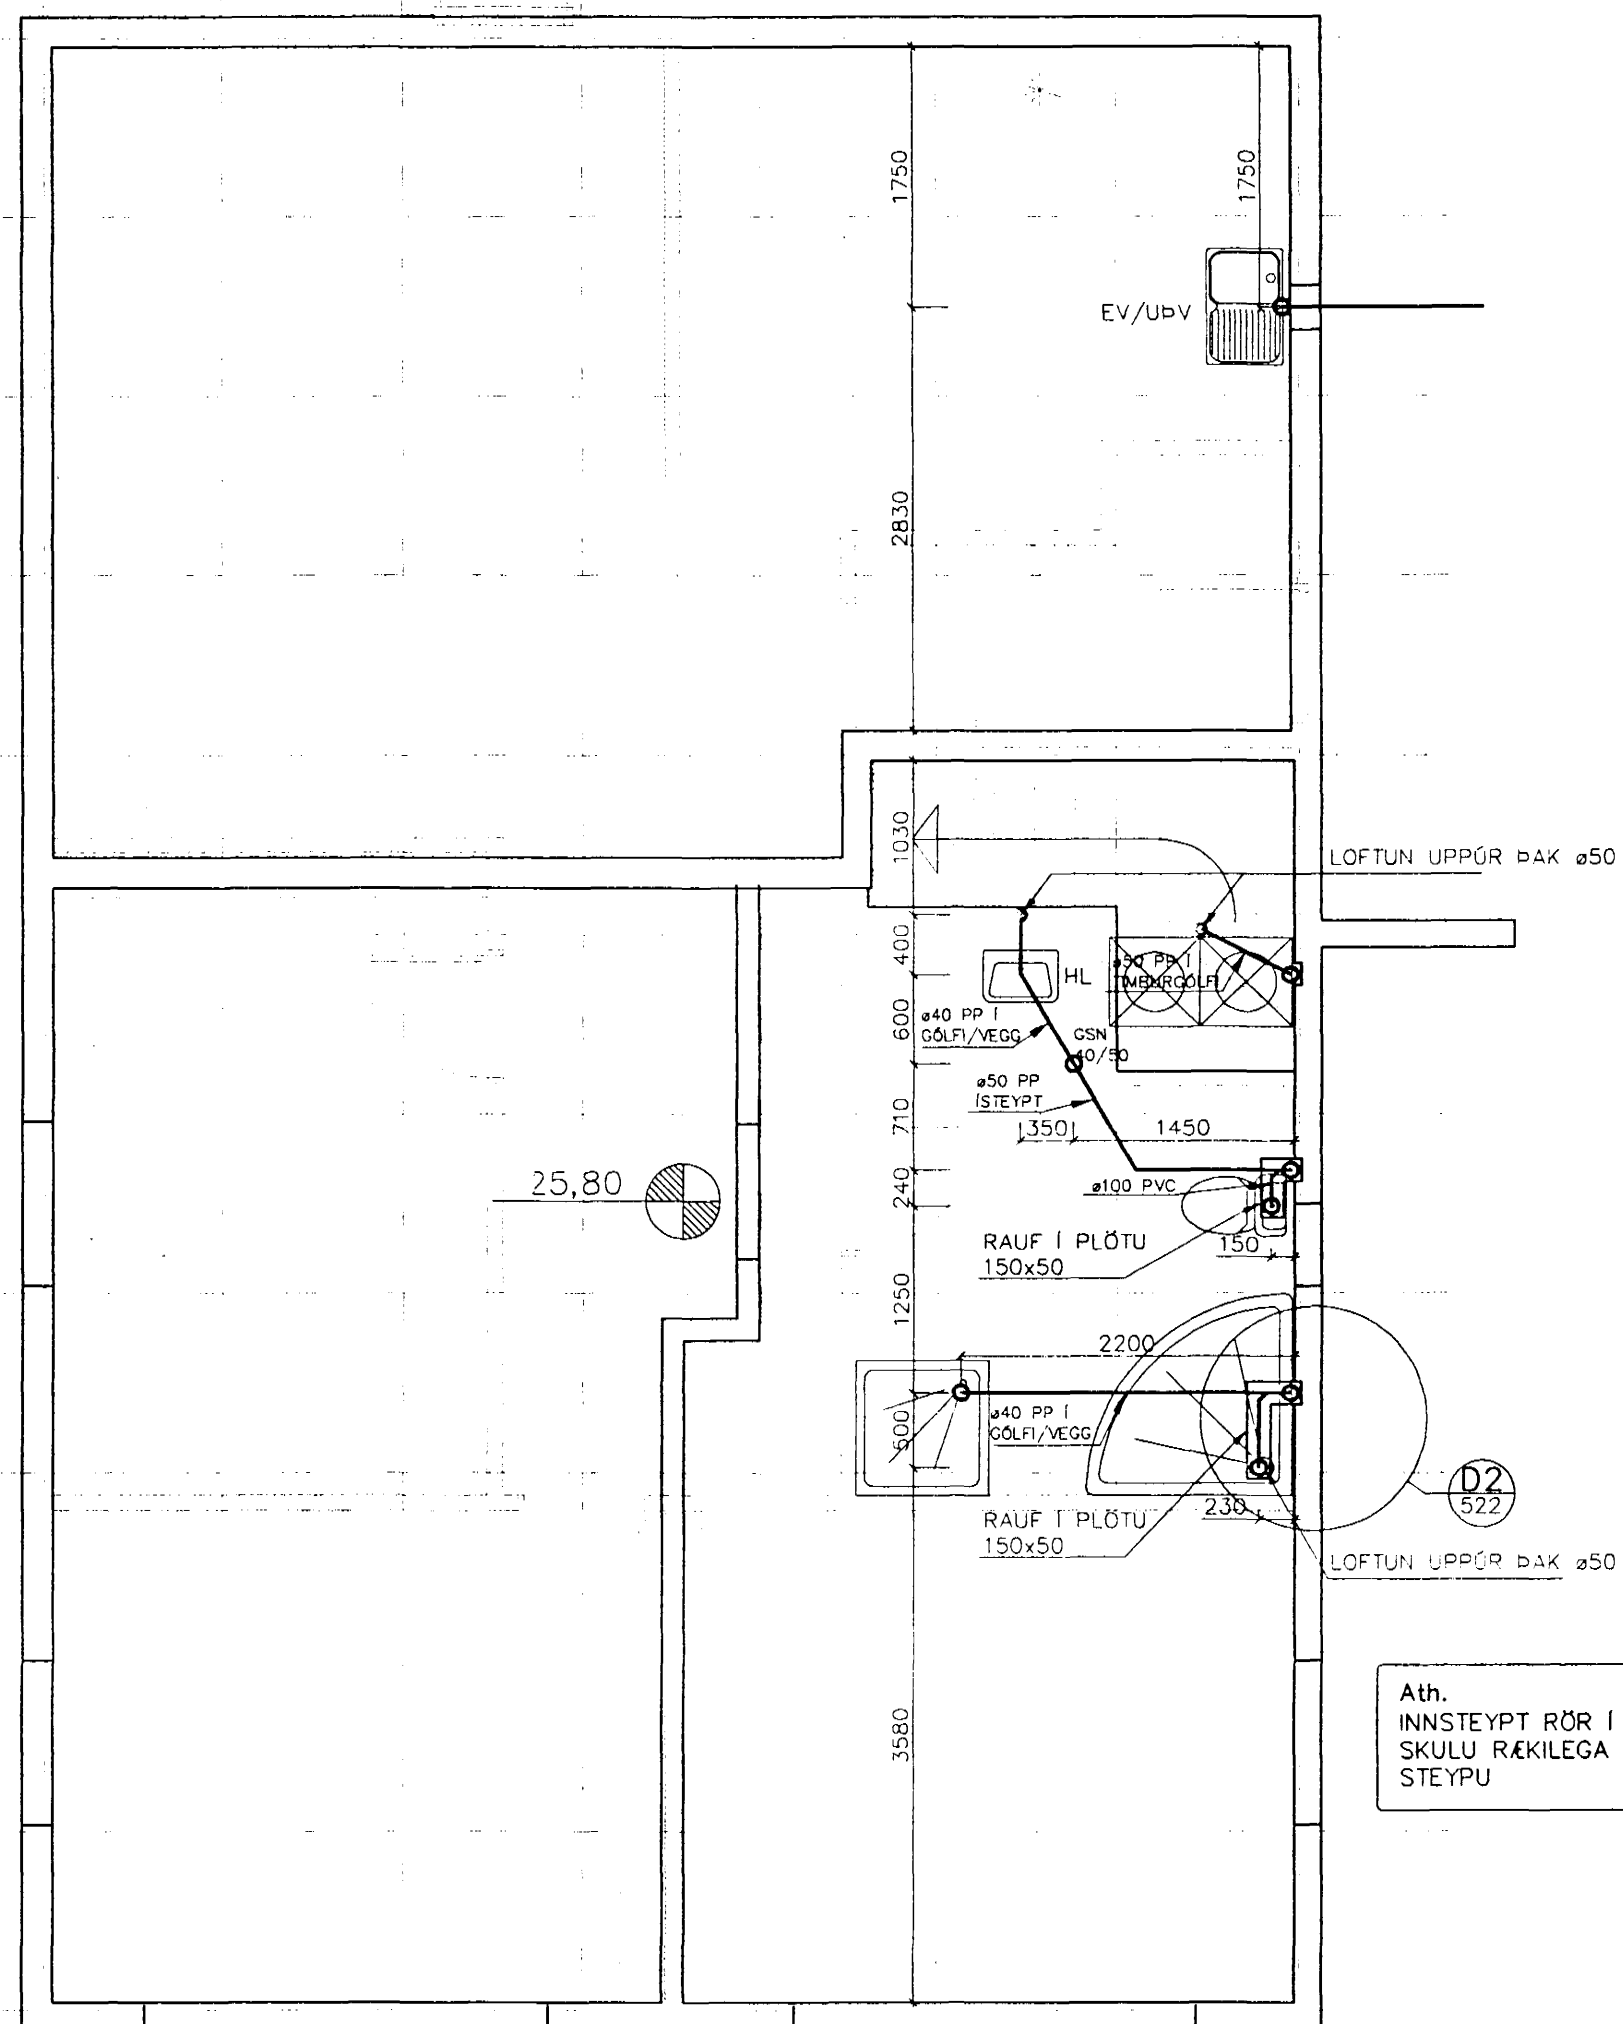 1750
1750
EV/UÞV
2830
1030
LOFTUN UPPÚR ÞAK ø50
400
HL
ø50 PP Í
TIMBURGÓLFI
600
ø40 PP Í
GÓLFI/VEGG
GSN
40/50
ø50 PP
ÍSTEYPT
710
350
1450
25,80
240
ø100 PVC
RAUF Í PLÖTU
150x50
150
1250
2200
600
ø40 PP Í
GÓLFI/VEGG
D2
522
230
RAUF Í PLÖTU
150x50
LOFTUN UPPÚR ÞAK ø50
3580
Ath.
INNSTEYPT RÖR Í
SKULU RÆKILEGA
STEYPU